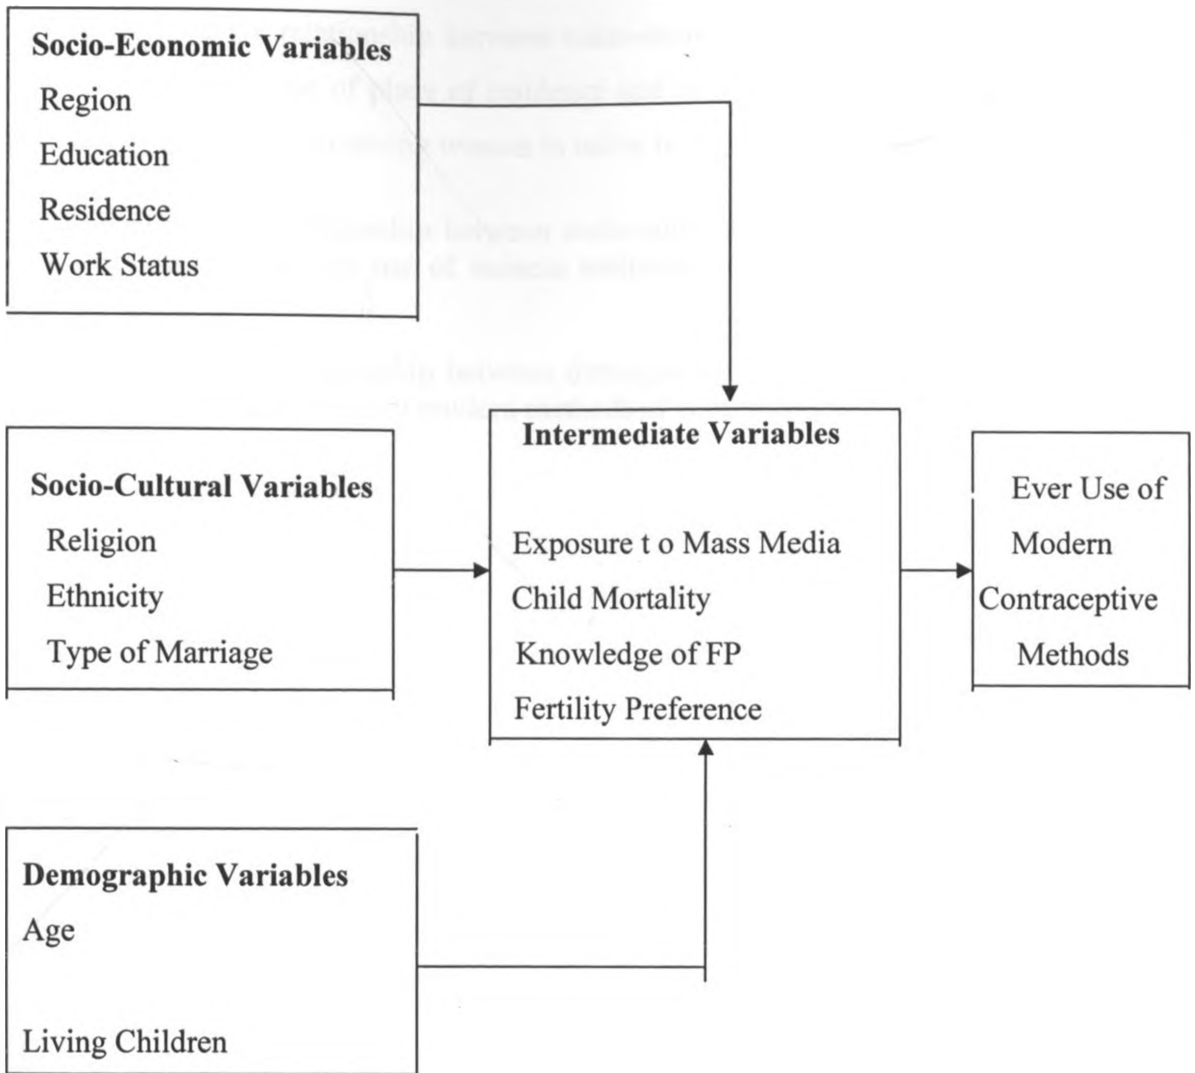 Socio-Economic Variables
Region
Education
Residence
Work Status
Socio-Cultural Variables
Religion
Ethnicity
Type of Marriage
Demographic Variables
Age
Living Children
Intermediate Variables
Exposure t o Mass Media
Child Mortality
Knowledge of FP
Fertility Preference
Ever Use of
Modern
Contraceptive
Methods